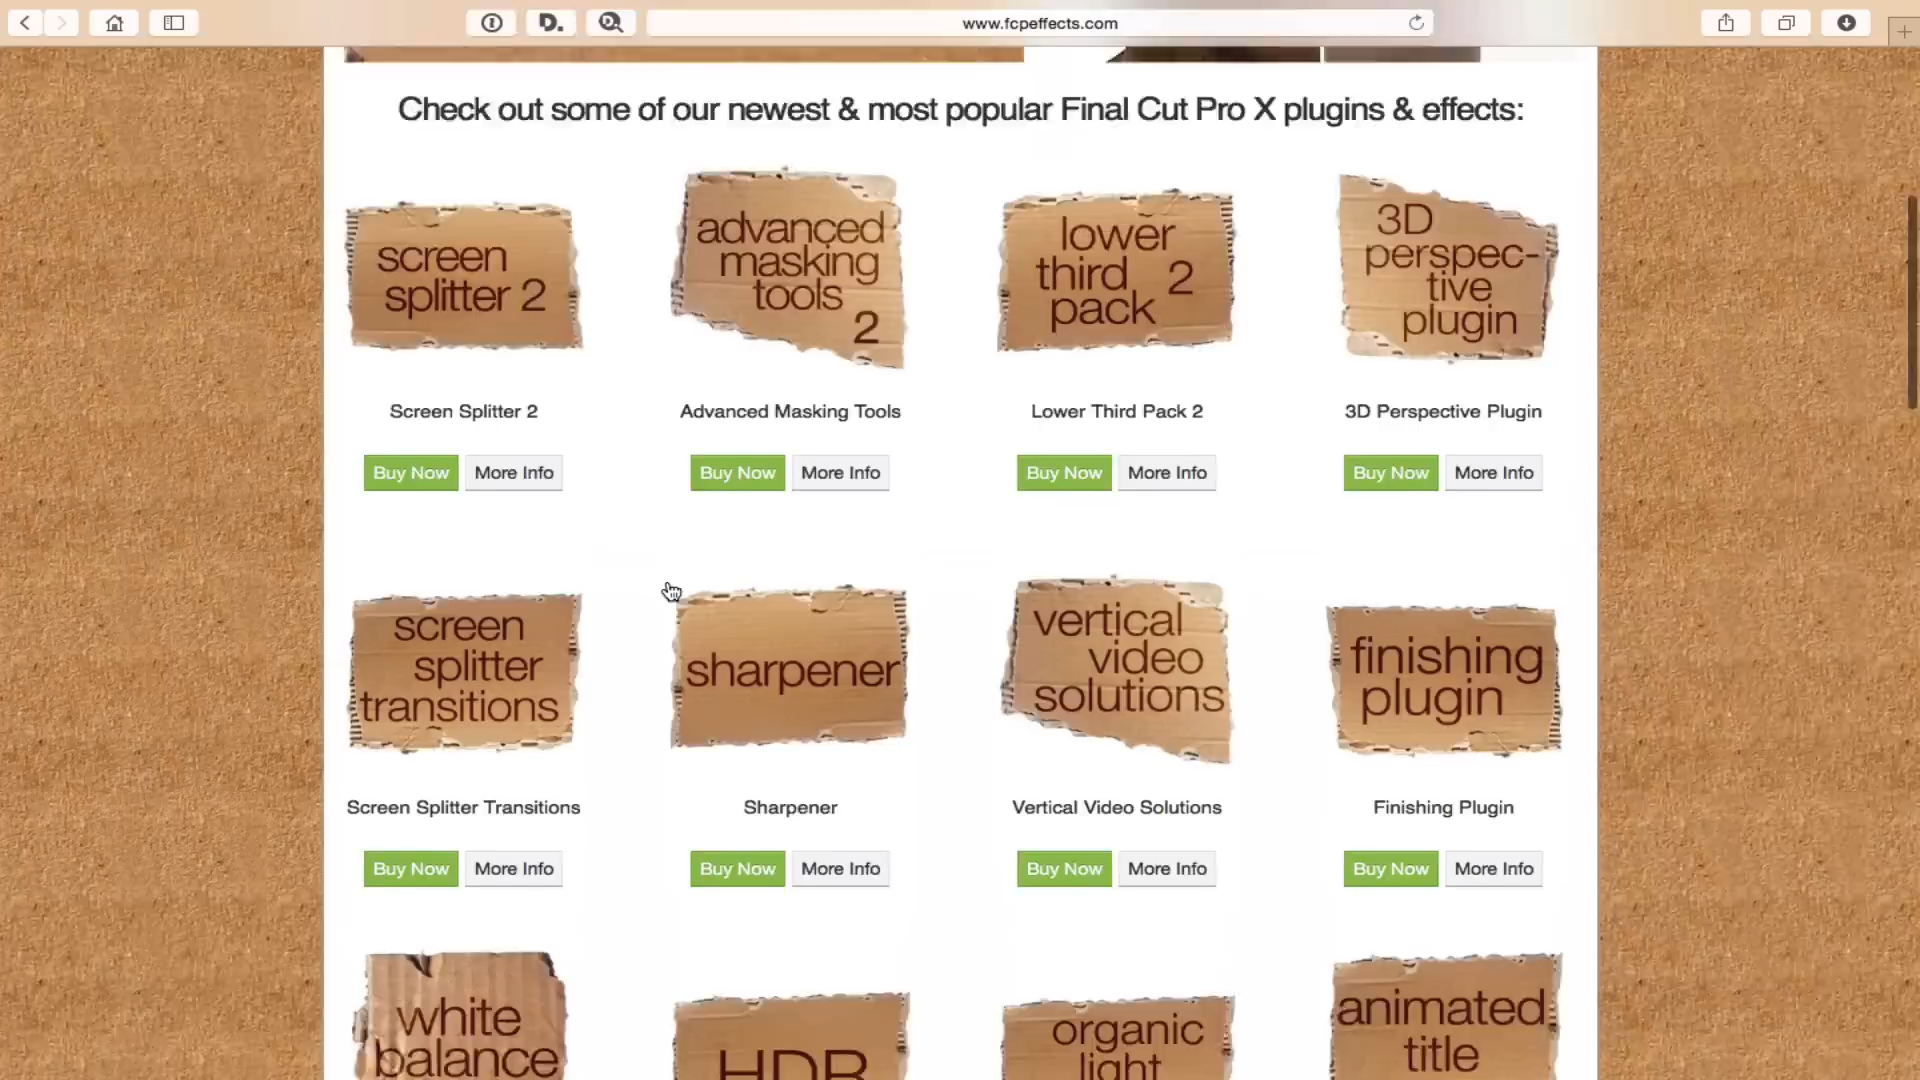 www.fcpeffects.com
Check out some of our newest & most popular Final Cut Pro X plugins & effects:
screen
splitter 2
advanced
masking
tools
2
lower
third 2
pack
3D
perspec-
tive
plugin
Screen Splitter 2
Advanced Masking Tools
Lower Third Pack 2
3D Perspective Plugin
Buy Now More Info
Buy Now More Info
Buy Now More Info
Buy Now More Info
screen
splitter
transitions
sharpener
vertical
video
solutions
finishing
plugin
Screen Splitter Transitions
Sharpener
Vertical Video Solutions
Finishing Plugin
Buy Now More Info
Buy Now More Info
Buy Now More Info
Buy Now More Info
white
balance
HDR
organic
light
animated
title